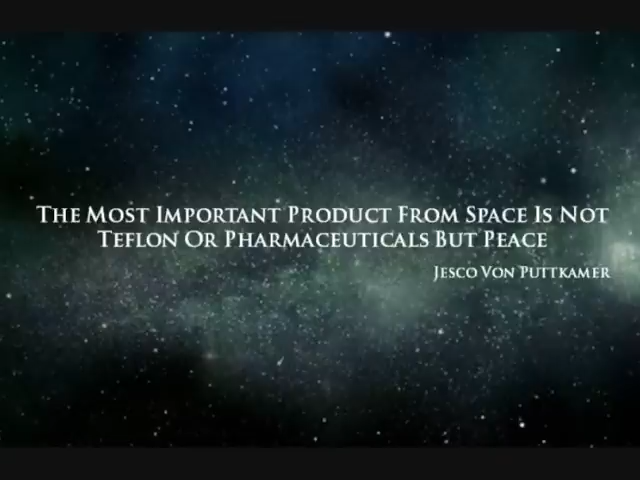 The Most Important Product From Space Is Not
Teflon Or Pharmaceuticals But Peace
Jesco Von Puttkamer